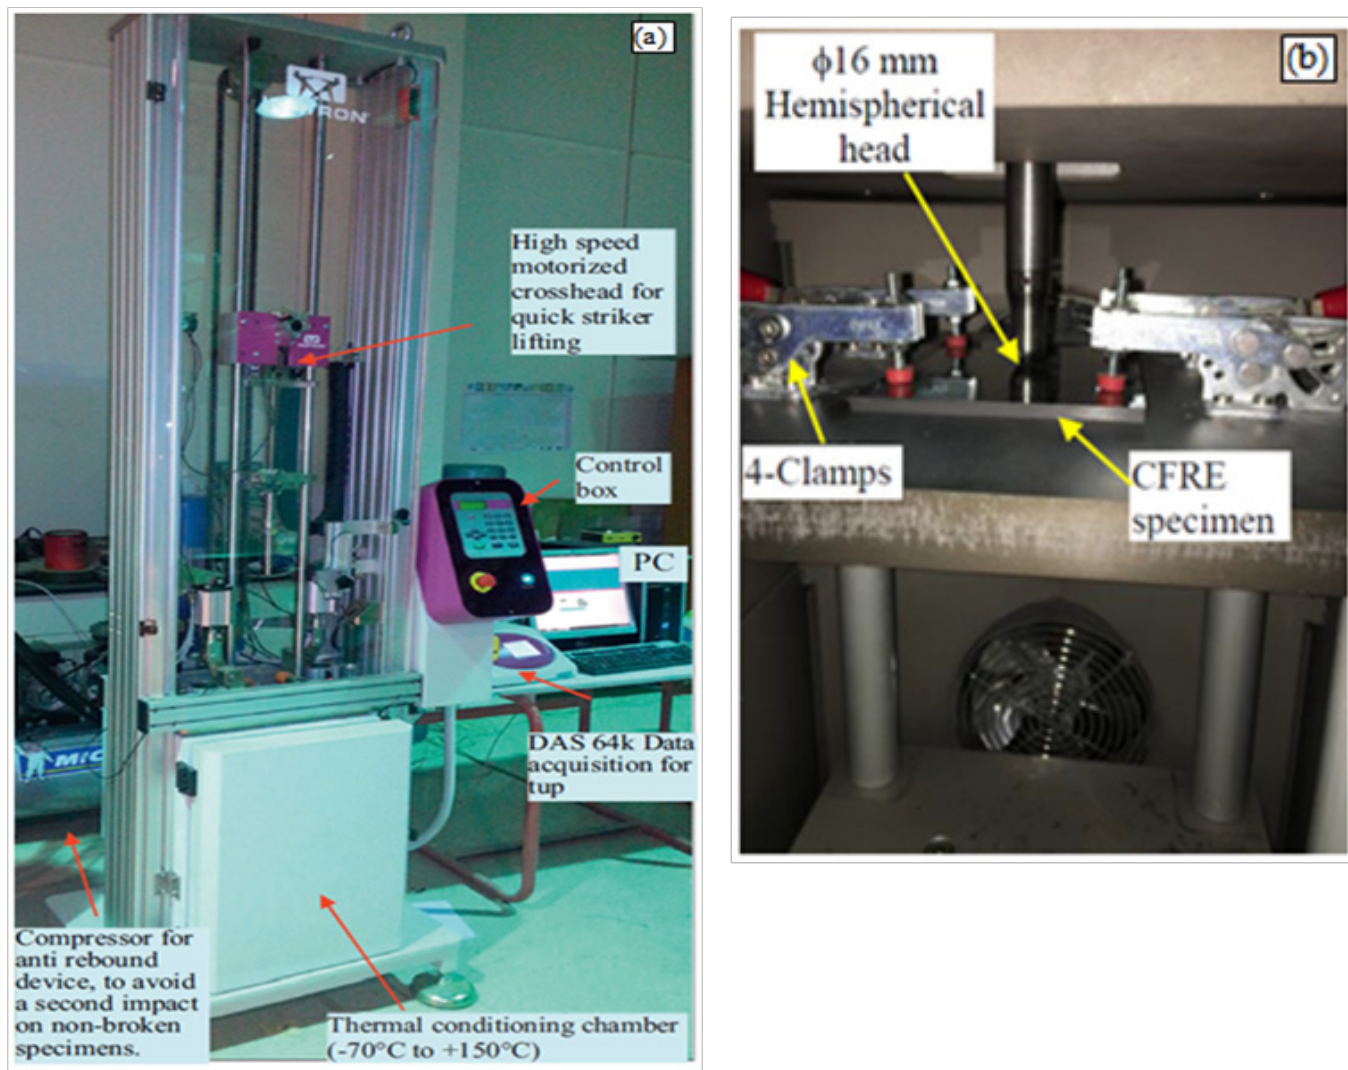 (a)
TRON
High speed
motorized
crosshead for
quick striker
lifting
Control
box
PC
DAS 64k Data
acquisition for
tup
MIC
Compressor for
anti rebound
device, to avoid
a second impact
on non-broken
specimens.
Thermal conditioning chamber
(-70°C to +150°C)
(b)
ϕ16 mm
Hemispherical
head
4-Clamps
CFRE
specimen